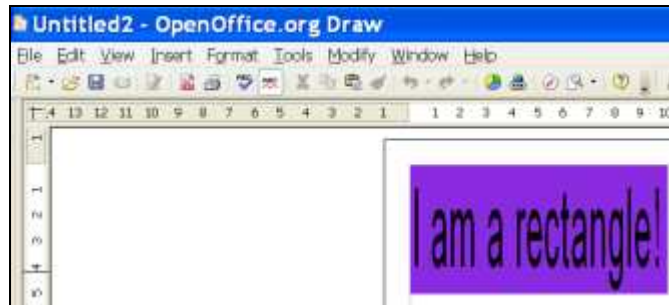 Untitled2 - OpenOffice.org Draw
File Edit View Insert Format Tools Modify Window Help
14 13 12 11 10 9 8 7 6 5 4 3 2 1 1 2 3 4 5 6 7 8 9 10
1
1
2
3
4
5
I am a rectangle!